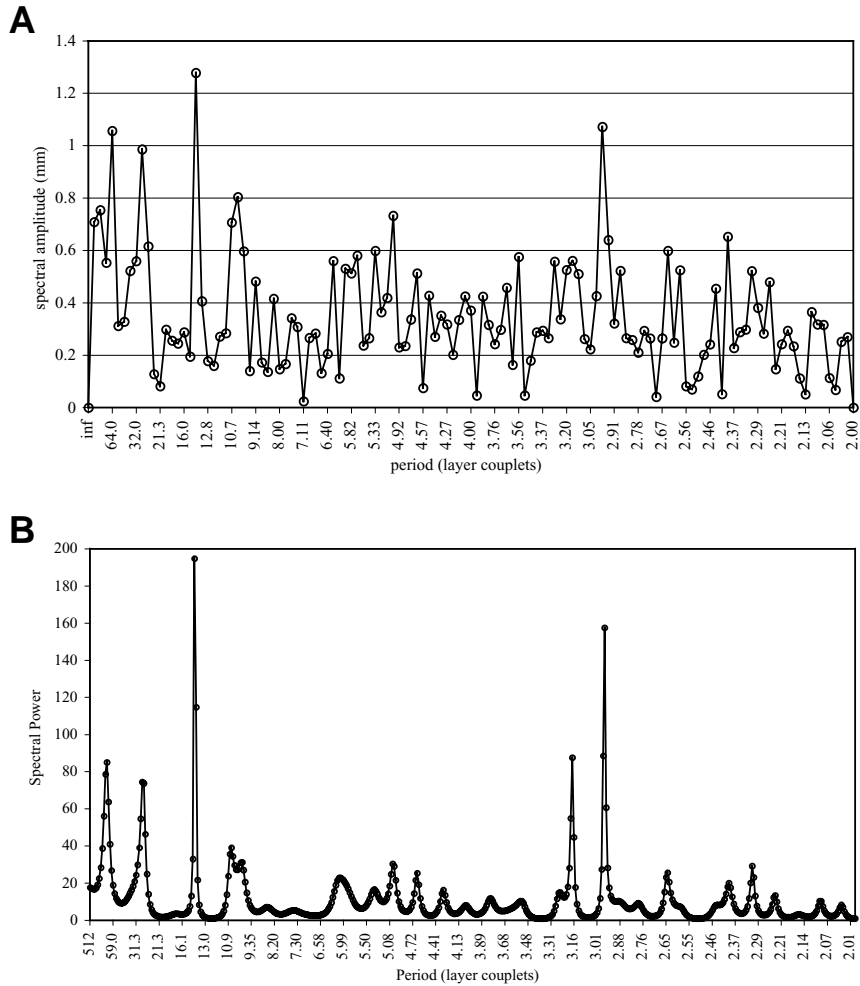 A
1.4
1.2
1
0.8
0.6
0.4
0.2
0
spectral amplitude (mm)
inf 64.0 32.0 21.3 16.0 12.8 10.7 9.14 8.00 7.11 6.40 5.82 5.33 4.92 4.57 4.27 4.00 3.76 3.56 3.37 3.20 3.05 2.91 2.78 2.67 2.56 2.46 2.37 2.29 2.21 2.13 2.06 2.00
period (layer couplets)
B
200
180
160
140
120
100
80
60
40
20
0
Spectral Power
512 59.0 31.3 21.3 16.1 13.0 10.9 9.35 8.20 7.30 6.58 5.99 5.50 5.08 4.72 4.41 4.13 3.89 3.68 3.48 3.31 3.16 3.01 2.88 2.76 2.65 2.55 2.46 2.37 2.29 2.21 2.14 2.07 2.01
Period (layer couplets)